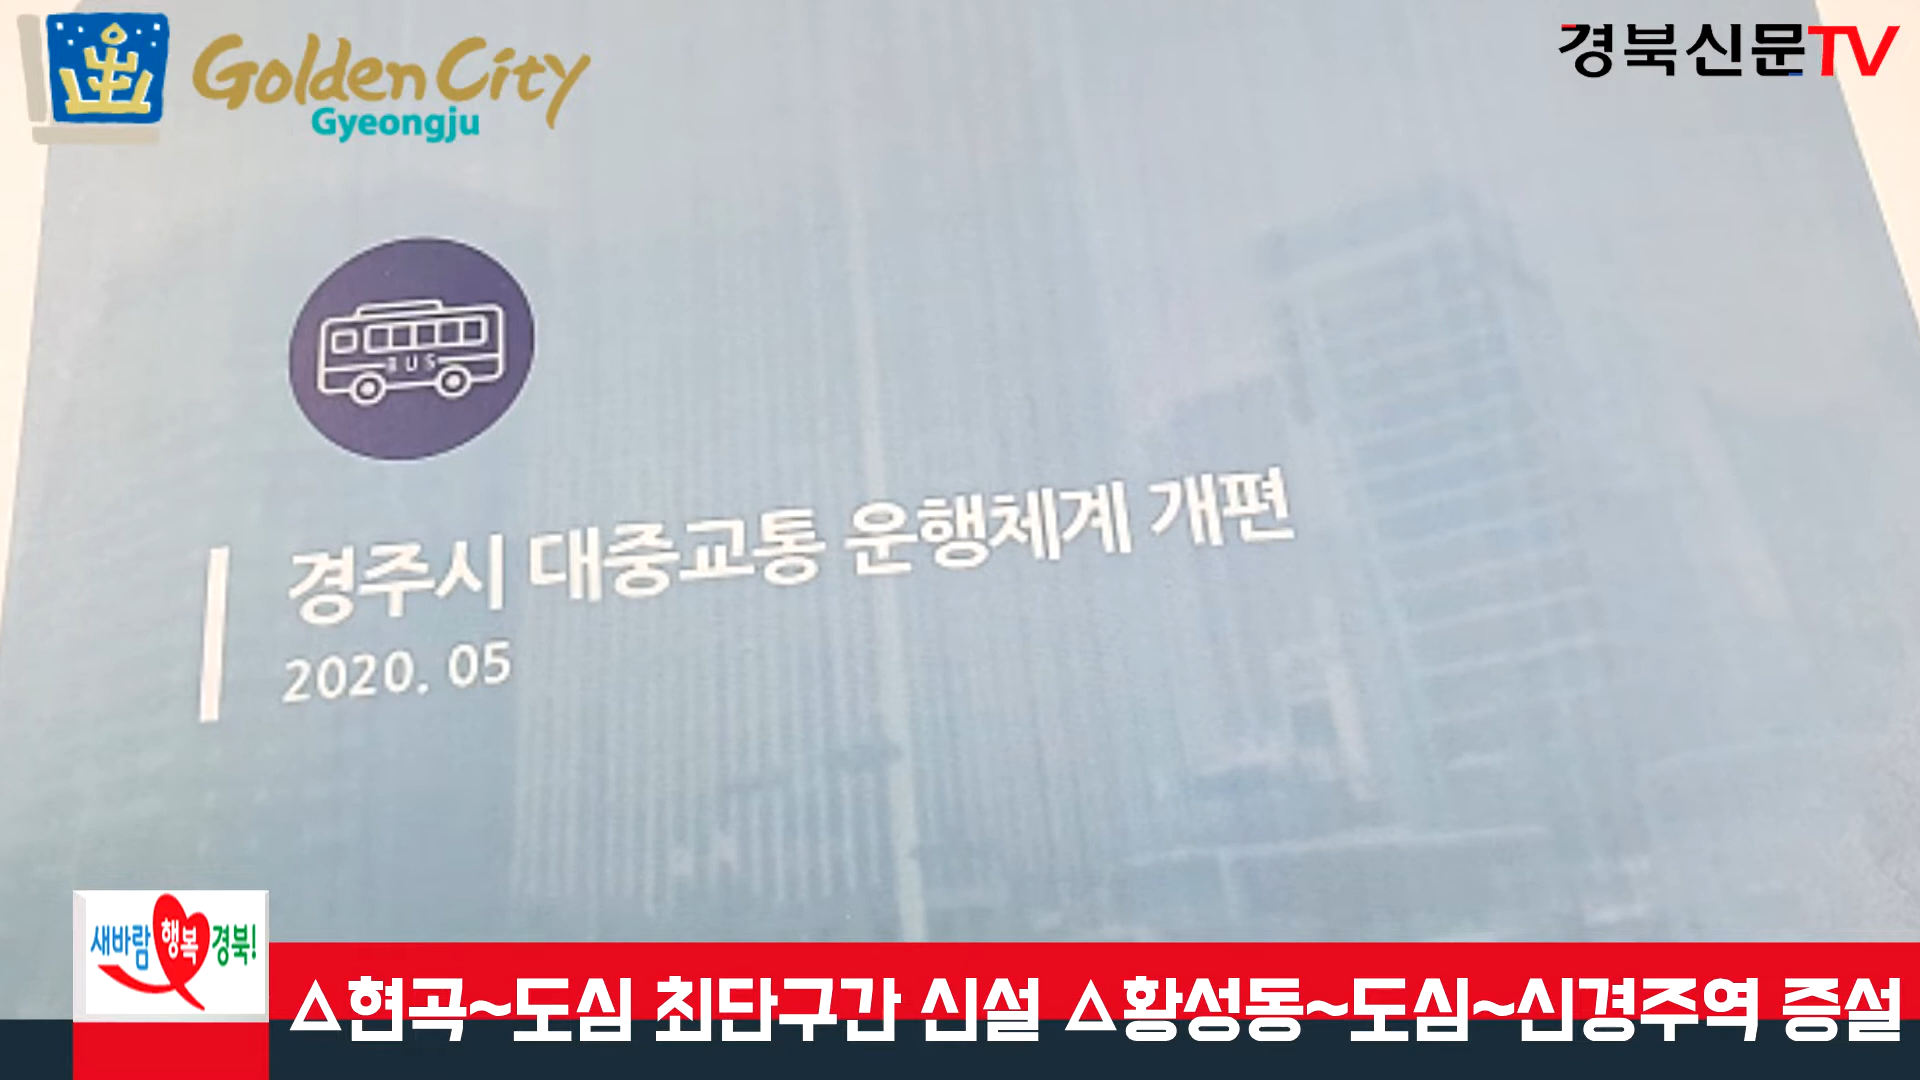 Golden City
Gyeongju
경북신문TV
BUS
경주시 대중교통 운행체계 개편
2020. 05
새바람 행복 경북!
△현곡~도심 최단구간 신설 △황성동~도심~신경주역 증설